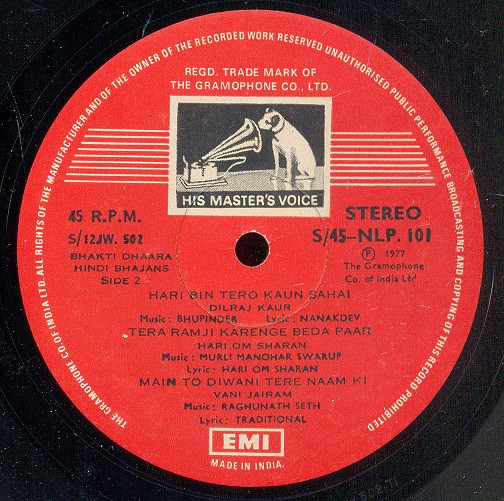 THE GRAMOPHONE CO. OF INDIA LTD. ALL RIGHTS OF THE MANUFACTURER AND OF THE OWNER OF THE RECORDED WORK RESERVED UNAUTHORISED PUBLIC PERFORMANCE BROADCASTING AND COPYING OF THIS RECORD PROHIBITED
REGD. TRADE MARK OF
THE GRAMOPHONE CO., LTD.
HIS MASTER'S VOICE
45 R.P.M.
S/12JW. 502
BHAKTI DHAARA
HINDI BHAJANS
SIDE 2
STEREO
S/45-NLP. 101
Ⓟ 1977
The Gramophone
Co. of India Ltd
HARI BIN TERO KAUN SAHAI
DILRAJ KAUR
Music: BHUPINDER Lyric: NANAKDEV
TERA RAMJI KARENGE BEDA PAAR
HARI OM SHARAN
Music: MURLI MANOHAR SWARUP
Lyric: HARI OM SHARAN
MAIN TO DIWANI TERE NAAM KI
VANI JAIRAM
Music: RAGHUNATH SETH
Lyric: TRADITIONAL
EMI
MADE IN INDIA.